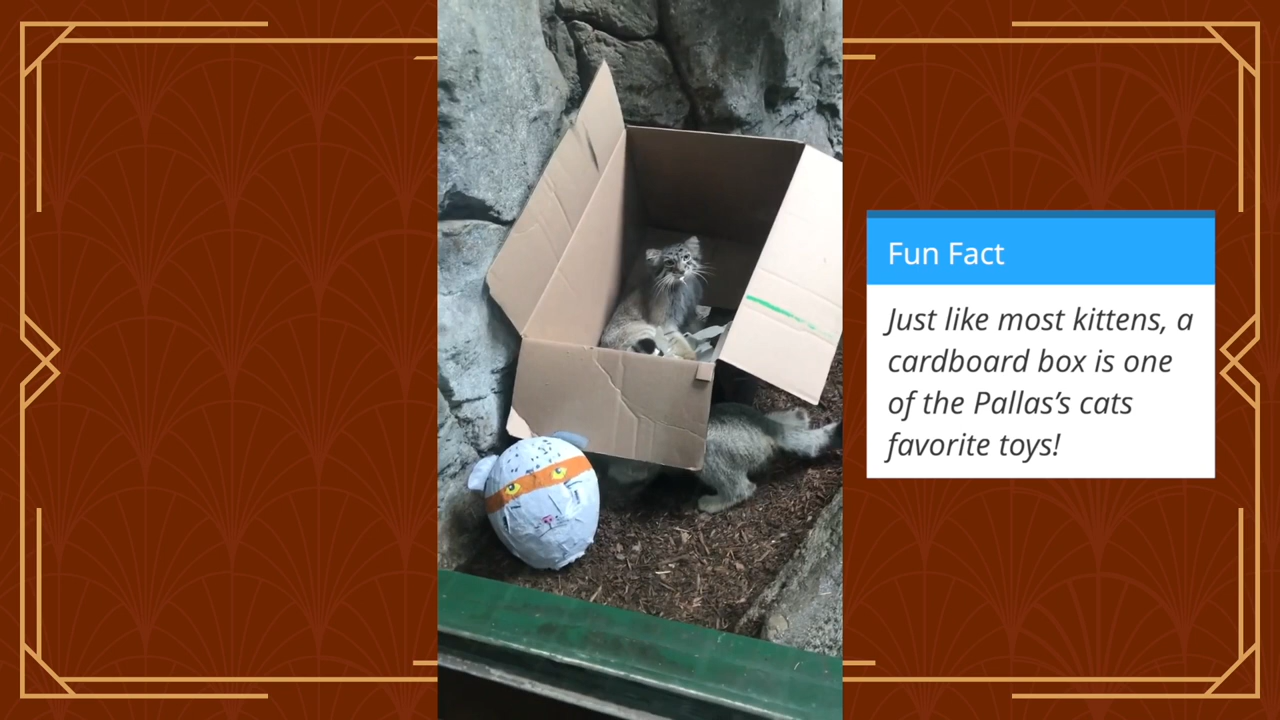 Fun Fact
Just like most kittens, a
cardboard box is one
of the Pallas’s cats
favorite toys!